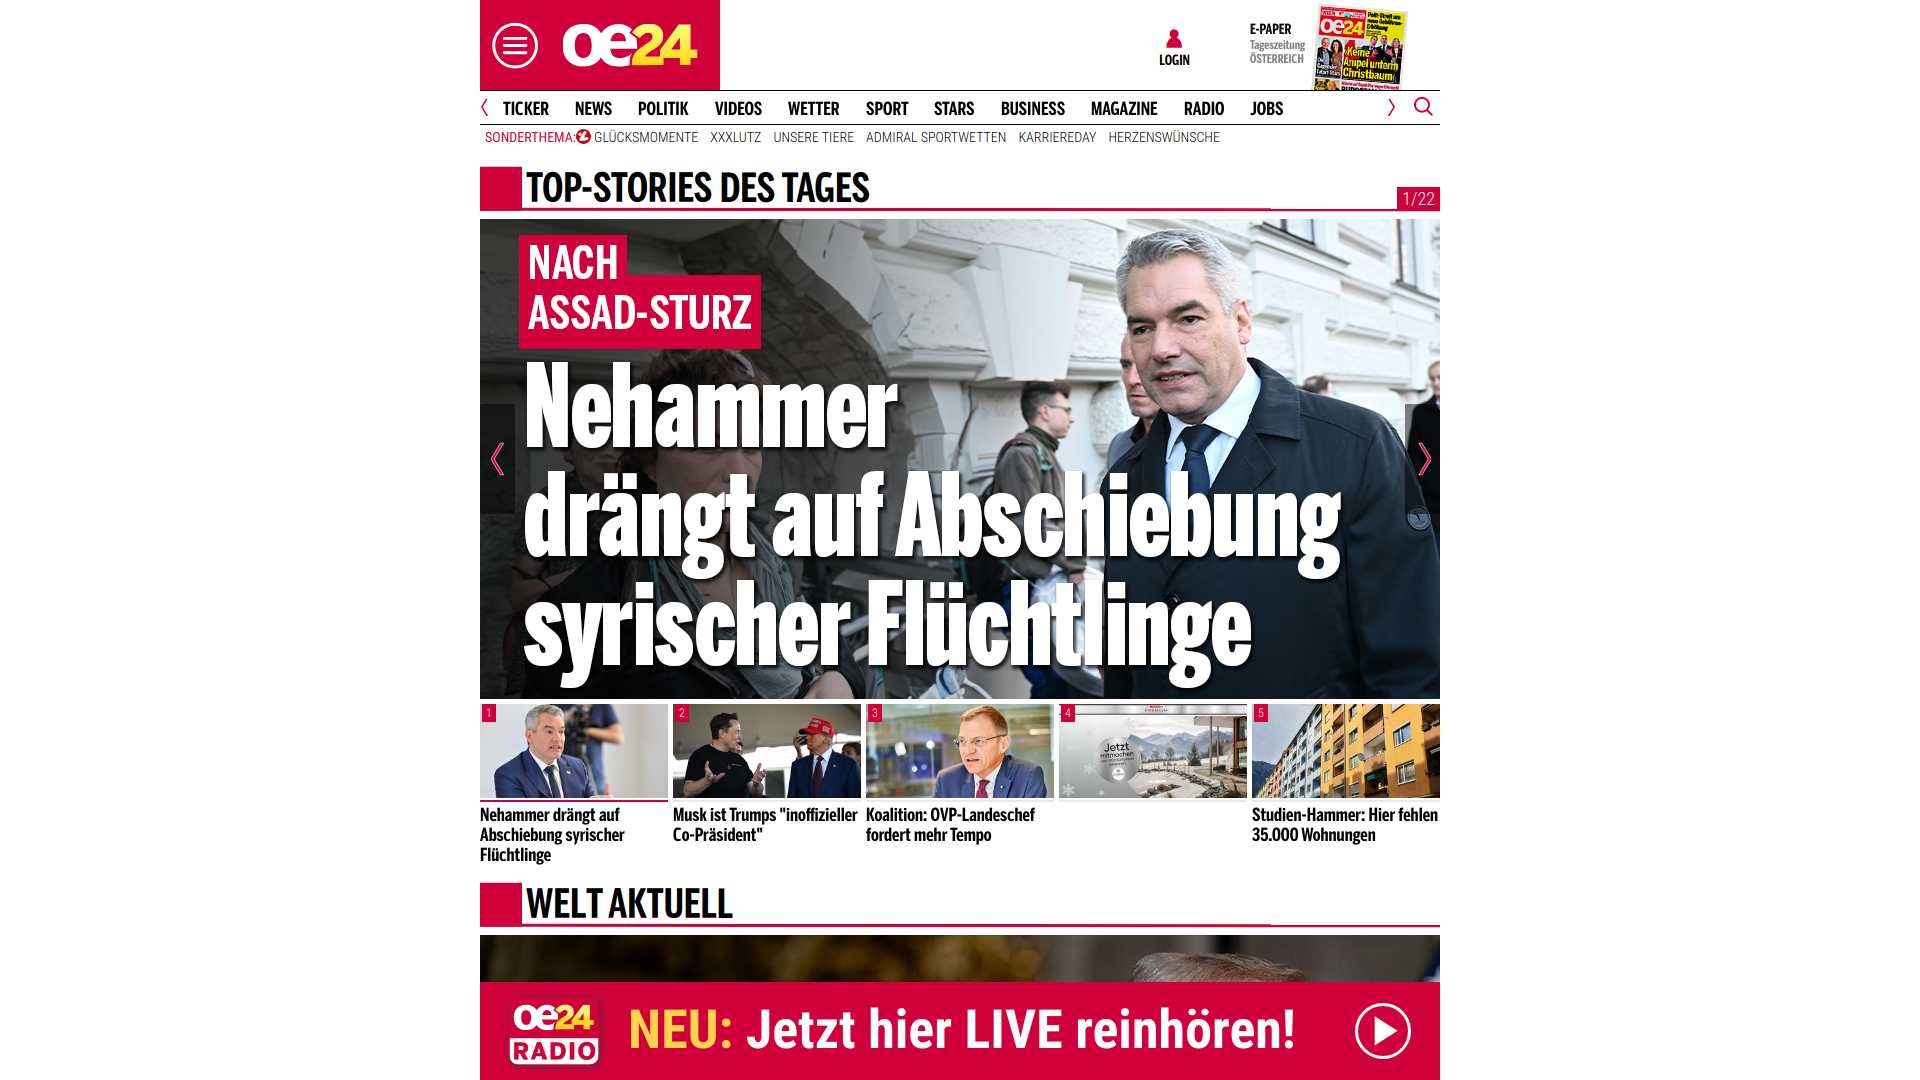 oe24
LOGIN
E-PAPER
Tageszeitung
ÖSTERREICH
oe24
Keine
Ampel unterm
Christbaum
TICKER NEWS POLITIK VIDEOS WETTER SPORT STARS BUSINESS MAGAZINE RADIO JOBS
SONDERTHEMA: GLÜCKSMOMENTE XXXLUTZ UNSERE TIERE ADMIRAL SPORTWETTEN KARRIEREDAY HERZENSWÜNSCHE
TOP-STORIES DES TAGES
1/22
NACH
ASSAD-STURZ
Nehammer
drängt auf Abschiebung
syrischer Flüchtlinge
1
2
3
4
5
Jetzt
mitmachen
Nehammer drängt auf
Abschiebung syrischer
Flüchtlinge
Musk ist Trumps "inoffizieller
Co-Präsident"
Koalition: ÖVP-Landeschef
fordert mehr Tempo
Studien-Hammer: Hier fehlen
35.000 Wohnungen
WELT AKTUELL
oe24
RADIO
NEU: Jetzt hier LIVE reinhören!